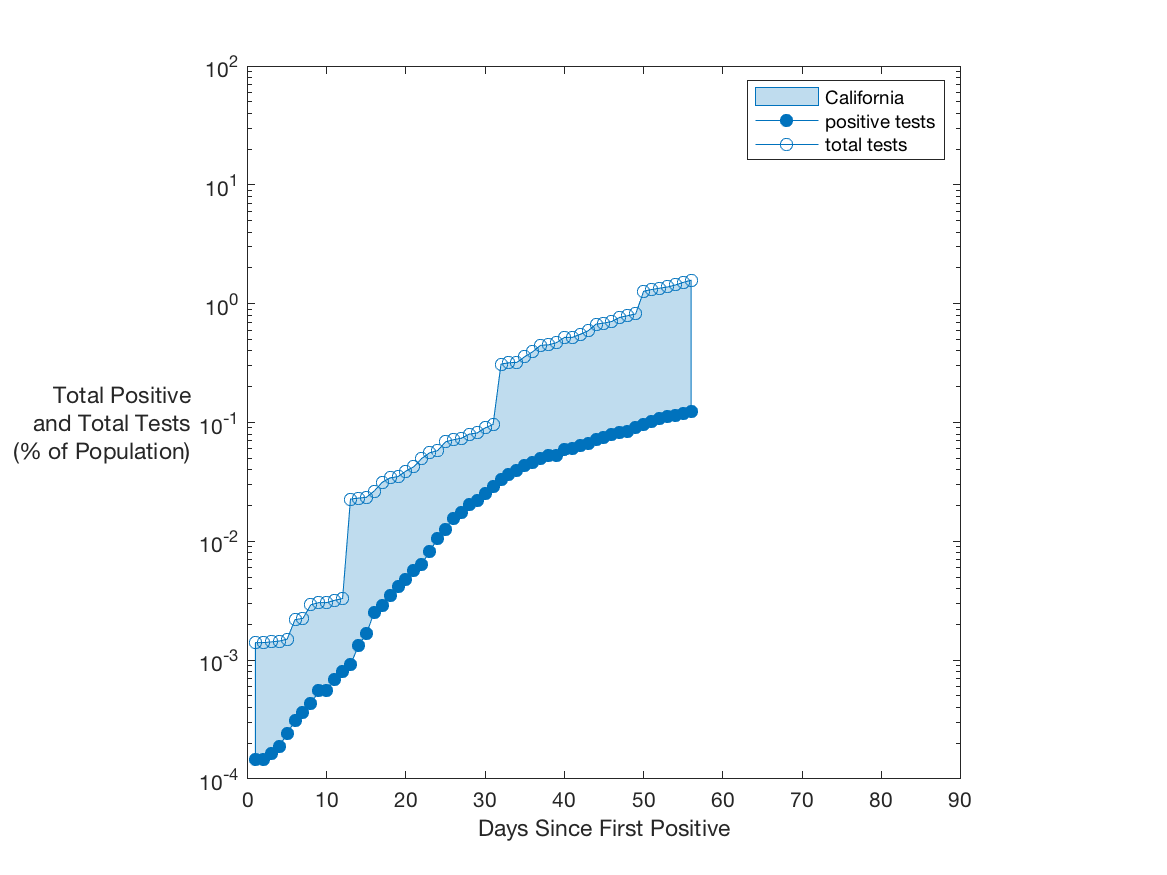 10^2
10^1
10^0
10^-1
10^-2
10^-3
10^-4
Total Positive
and Total Tests
(% of Population)
California
positive tests
total tests
0 10 20 30 40 50 60 70 80 90
Days Since First Positive